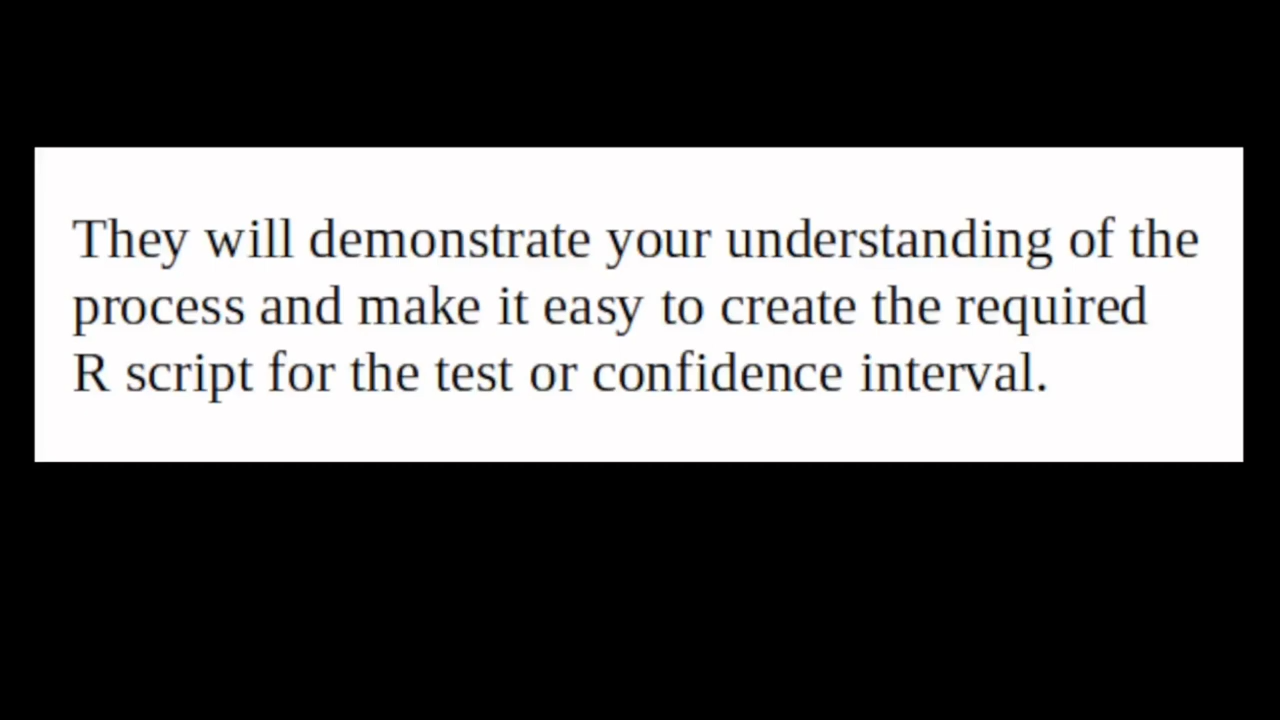 They will demonstrate your understanding of the
process and make it easy to create the required
R script for the test or confidence interval.